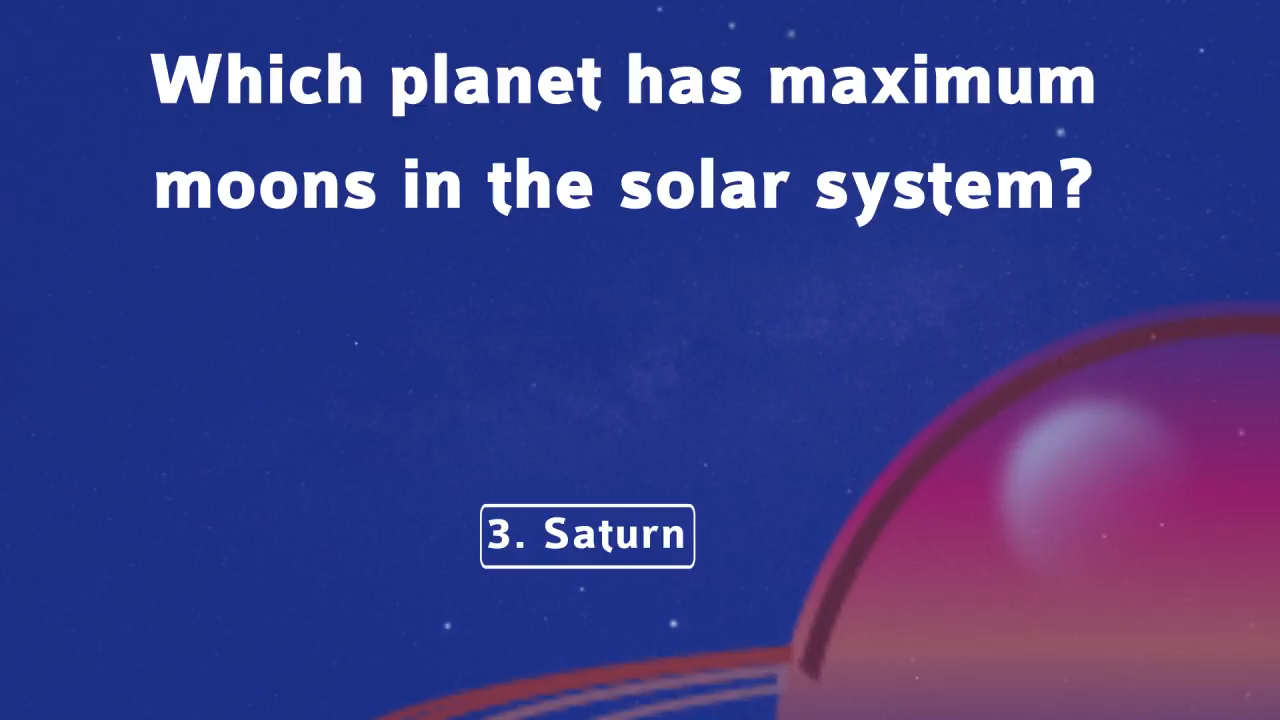 Which planet has maximum
moons in the solar system?
3. Saturn